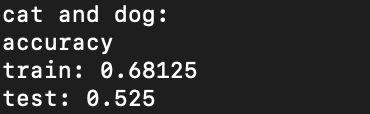 cat and dog:
accuracy
train: 0.68125
test: 0.525